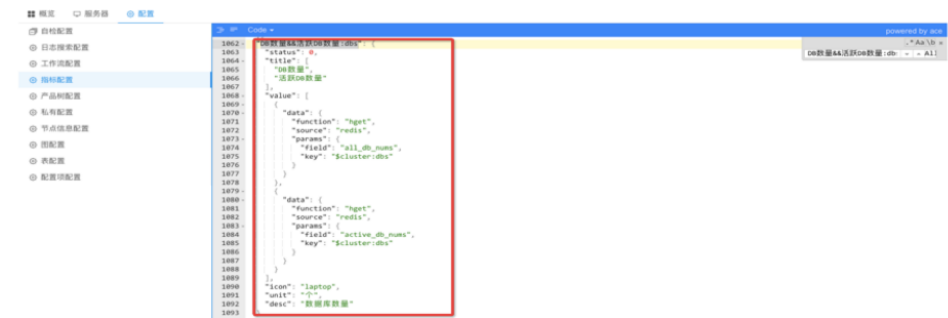 概览 服务器 配置
自检配置
日志搜索配置
工作流配置
指标配置
产品树配置
私有配置
节点信息配置
图配置
表配置
配置项配置
Code powered by ace
.* Aa \b
DB数量&&活跃DB数量:db All
1062 "DB数量&&活跃DB数量:dbs": {
1063 "status": 0,
1064 "title": [
1065 "DB数量",
1066 "活跃DB数量"
1067 ],
1068 "value": [
1069 {
1070 "data": {
1071 "function": "hget",
1072 "source": "redis",
1073 "params": {
1074 "field": "all_db_nums",
1075 "key": "$cluster:dbs"
1076 }
1077 }
1078 },
1079 {
1080 "data": {
1081 "function": "hget",
1082 "source": "redis",
1083 "params": {
1084 "field": "active_db_nums",
1085 "key": "$cluster:dbs"
1086 }
1087 }
1088 }
1089 ],
1090 "icon": "laptop",
1091 "unit": "个",
1092 "desc": "数据库数量"
1093